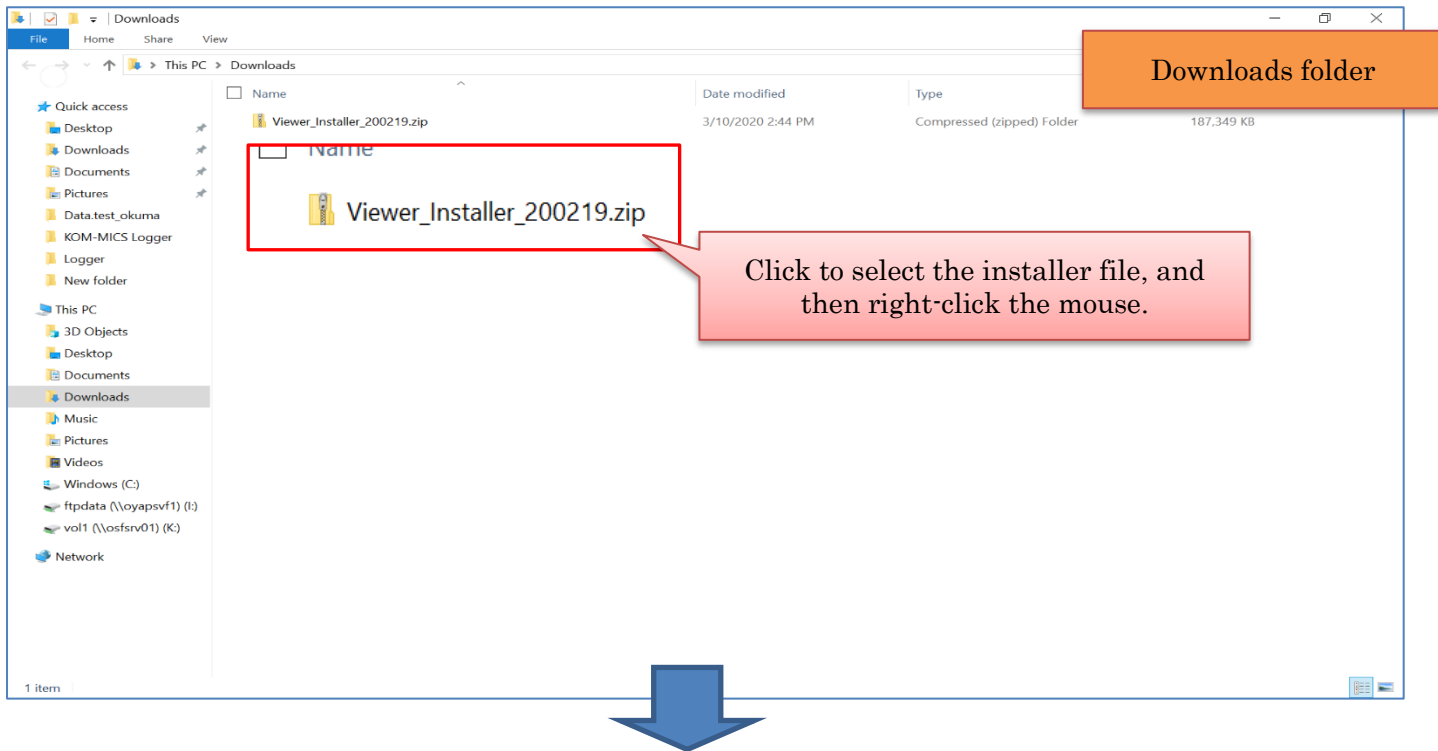 Downloads
File Home Share View
This PC > Downloads
Downloads folder
Name Date modified Type
Viewer_Installer_200219.zip 3/10/2020 2:44 PM Compressed (zipped) Folder 187,349 KB
Name
Viewer_Installer_200219.zip
Click to select the installer file, and
then right-click the mouse.
Quick access
Desktop
Downloads
Documents
Pictures
Data.test_okuma
KOM-MICS Logger
Logger
New folder
This PC
3D Objects
Desktop
Documents
Downloads
Music
Pictures
Videos
Windows (C:)
ftpdata (\\oyapsvf1) (I:)
vol1 (\\osfsrv01) (K:)
Network
1 item